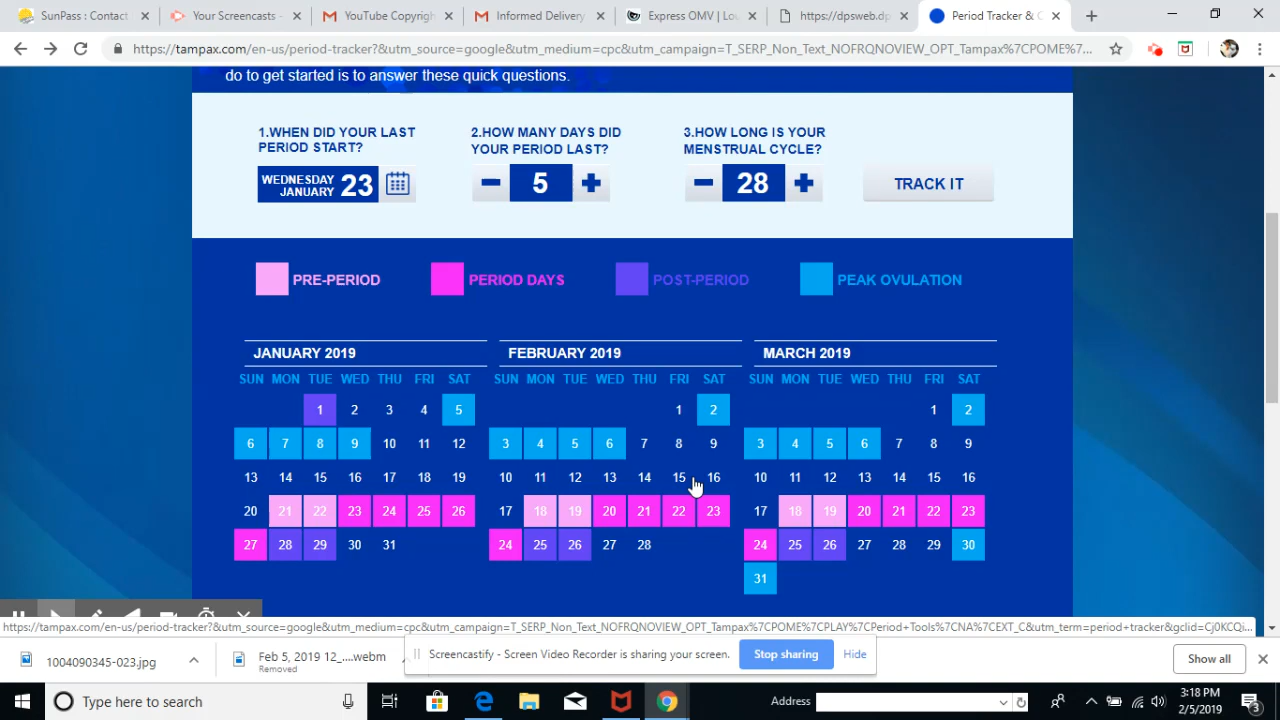 SunPass : Contact
Your Screencasts -
YouTube Copyrigh
Informed Delivery
Express OMV | Lou
https://dpsweb.dp
Period Tracker & C
https://tampax.com/en-us/period-tracker?&utm_source=google&utm_medium=cpc&utm_campaign=T_SERP_Non_Text_NOFRQNOVIEW_OPT_Tampax%7CPOME%7...
do to get started is to answer these quick questions.
1.WHEN DID YOUR LAST PERIOD START?
WEDNESDAY JANUARY 23
2.HOW MANY DAYS DID YOUR PERIOD LAST?
5
3.HOW LONG IS YOUR MENSTRUAL CYCLE?
28
TRACK IT
PRE-PERIOD PERIOD DAYS POST-PERIOD PEAK OVULATION
JANUARY 2019
SUN MON TUE WED THU FRI SAT
1 2 3 4 5
6 7 8 9 10 11 12
13 14 15 16 17 18 19
20 21 22 23 24 25 26
27 28 29 30 31
FEBRUARY 2019
SUN MON TUE WED THU FRI SAT
1 2
3 4 5 6 7 8 9
10 11 12 13 14 15 16
17 18 19 20 21 22 23
24 25 26 27 28
MARCH 2019
SUN MON TUE WED THU FRI SAT
1 2
3 4 5 6 7 8 9
10 11 12 13 14 15 16
17 18 19 20 21 22 23
24 25 26 27 28 29 30
31
https://tampax.com/en-us/period-tracker?&utm_source=google&utm_medium=cpc&utm_campaign=T_SERP_Non_Text_NOFRQNOVIEW_OPT_Tampax%7CPOME%7CPLAY%7CPeriod+Tools%7CNA%7CEXT_C&utm_term=period+tracker&gclid=Cj0KCQi...
1004090345-023.jpg
Feb 5, 2019 12_....webm
Removed
Screencastify - Screen Video Recorder is sharing your screen.
Stop sharing
Hide
Show all
Type here to search
Address
3:18 PM
2/5/2019
3